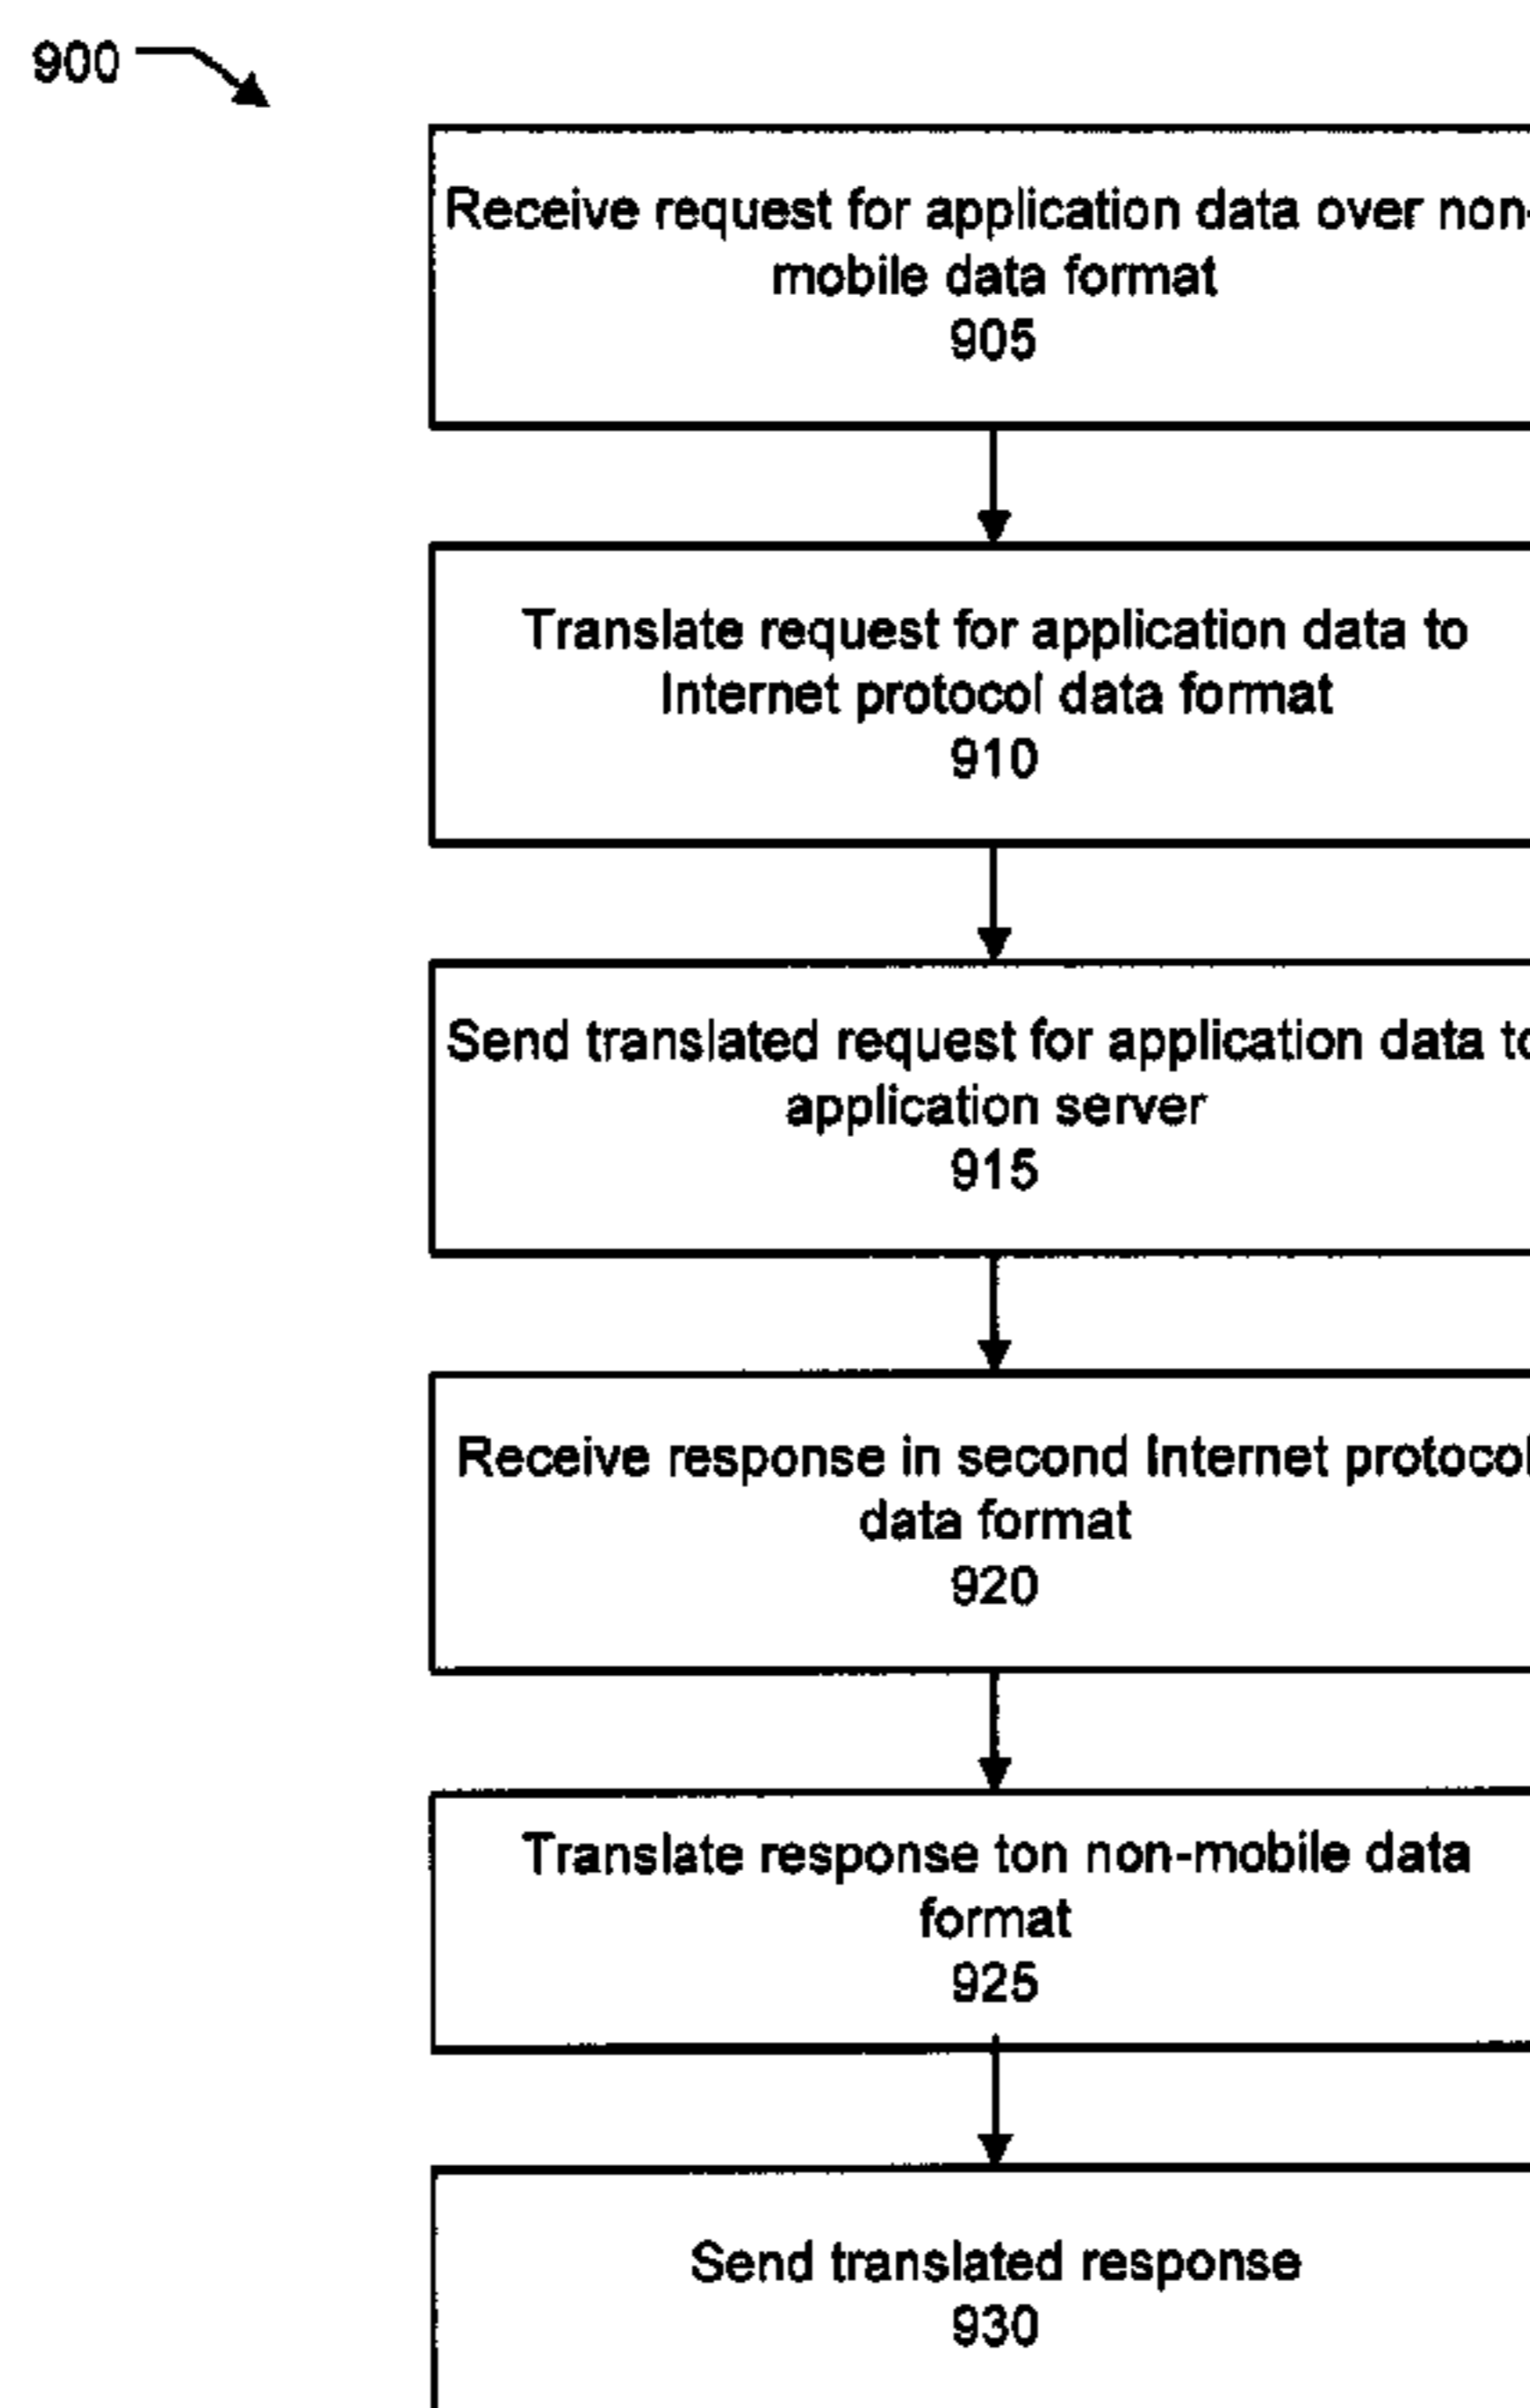 900
Receive request for application data over non-
mobile data format
905
Translate request for application data to
Internet protocol data format
910
Send translated request for application data to
application server
915
Receive response in second Internet protocol
data format
920
Translate response ton non-mobile data
format
925
Send translated response
930